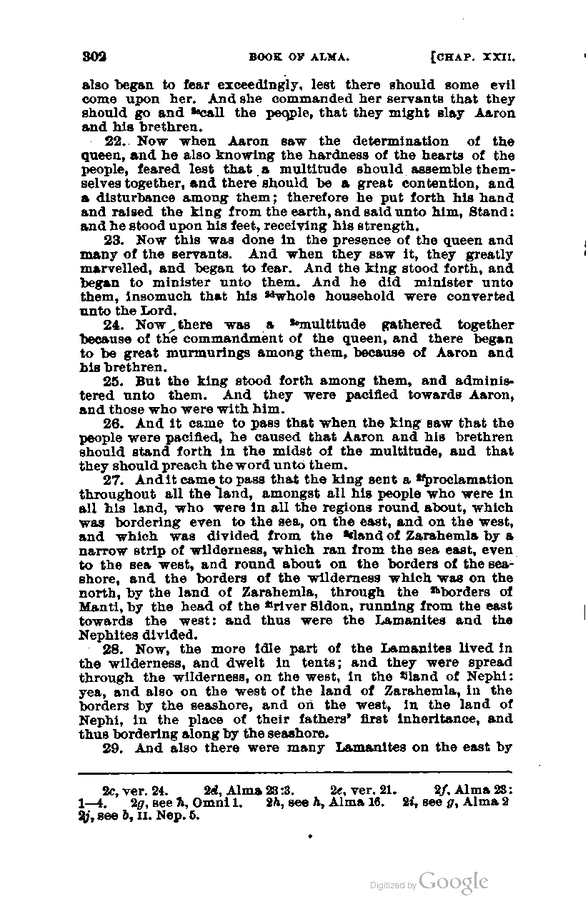 302 BOOK OF ALMA. [CHAP. XXII.
also began to fear exceedingly, lest there should some evil
come upon her. And she commanded her servants that they
should go and 2ccall the people, that they might slay Aaron
and his brethren.
22. Now when Aaron saw the determination of the
queen, and he also knowing the hardness of the hearts of the
people, feared lest that a multitude should assemble them-
selves together, and there should be a great contention, and
a disturbance among them; therefore he put forth his hand
and raised the king from the earth, and said unto him, Stand:
and he stood upon his feet, receiving his strength.
23. Now this was done in the presence of the queen and
many of the servants. And when they saw it, they greatly
marvelled, and began to fear. And the king stood forth, and
began to minister unto them. And he did minister unto
them, insomuch that his 2dwhole household were converted
unto the Lord.
24. Now there was a 2emultitude gathered together
because of the commandment of the queen, and there began
to be great murmurings among them, because of Aaron and
his brethren.
25. But the king stood forth among them, and adminis-
tered unto them. And they were pacified towards Aaron,
and those who were with him.
26. And it came to pass that when the king saw that the
people were pacified, he caused that Aaron and his brethren
should stand forth in the midst of the multitude, and that
they should preach the word unto them.
27. And it came to pass that the king sent a 2fproclamation
throughout all the land, amongst all his people who were in
all his land, who were in all the regions round about, which
was bordering even to the sea, on the east, and on the west,
and which was divided from the 2gland of Zarahemla by a
narrow strip of wilderness, which ran from the sea east, even
to the sea west, and round about on the borders of the sea-
shore, and the borders of the wilderness which was on the
north, by the land of Zarahemla, through the 2hborders of
Manti, by the head of the 2iriver Sidon, running from the east
towards the west: and thus were the Lamanites and the
Nephites divided.
28. Now, the more idle part of the Lamanites lived in
the wilderness, and dwelt in tents; and they were spread
through the wilderness, on the west, in the 2jland of Nephi:
yea, and also on the west of the land of Zarahemla, in the
borders by the seashore, and on the west, in the land of
Nephi, in the place of their fathers' first inheritance, and
thus bordering along by the seashore.
29. And also there were many Lamanites on the east by
2c, ver. 24. 2d, Alma 23:3. 2e, ver. 21. 2f, Alma 23:
1—4. 2g, see h, Omni 1. 2h, see h, Alma 16. 2i, see g, Alma 2
2j, see b, II. Nep. 5.
Digitized by Google